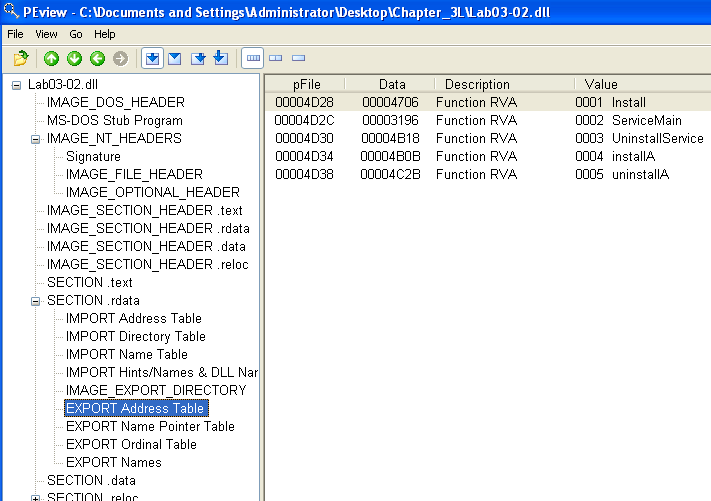 PEview - C:\Documents and Settings\Administrator\Desktop\Chapter_3L\Lab03-02.dll
File View Go Help
Lab03-02.dll
IMAGE_DOS_HEADER
MS-DOS Stub Program
IMAGE_NT_HEADERS
Signature
IMAGE_FILE_HEADER
IMAGE_OPTIONAL_HEADER
IMAGE_SECTION_HEADER .text
IMAGE_SECTION_HEADER .rdata
IMAGE_SECTION_HEADER .data
IMAGE_SECTION_HEADER .reloc
SECTION .text
SECTION .rdata
IMPORT Address Table
IMPORT Directory Table
IMPORT Name Table
IMPORT Hints/Names & DLL Nar
IMAGE_EXPORT_DIRECTORY
EXPORT Address Table
EXPORT Name Pointer Table
EXPORT Ordinal Table
EXPORT Names
SECTION .data
SECTION .reloc
pFile Data Description Value
00004D28 00004706 Function RVA 0001 Install
00004D2C 00003196 Function RVA 0002 ServiceMain
00004D30 00004B18 Function RVA 0003 UninstallService
00004D34 00004B0B Function RVA 0004 installA
00004D38 00004C2B Function RVA 0005 uninstallA